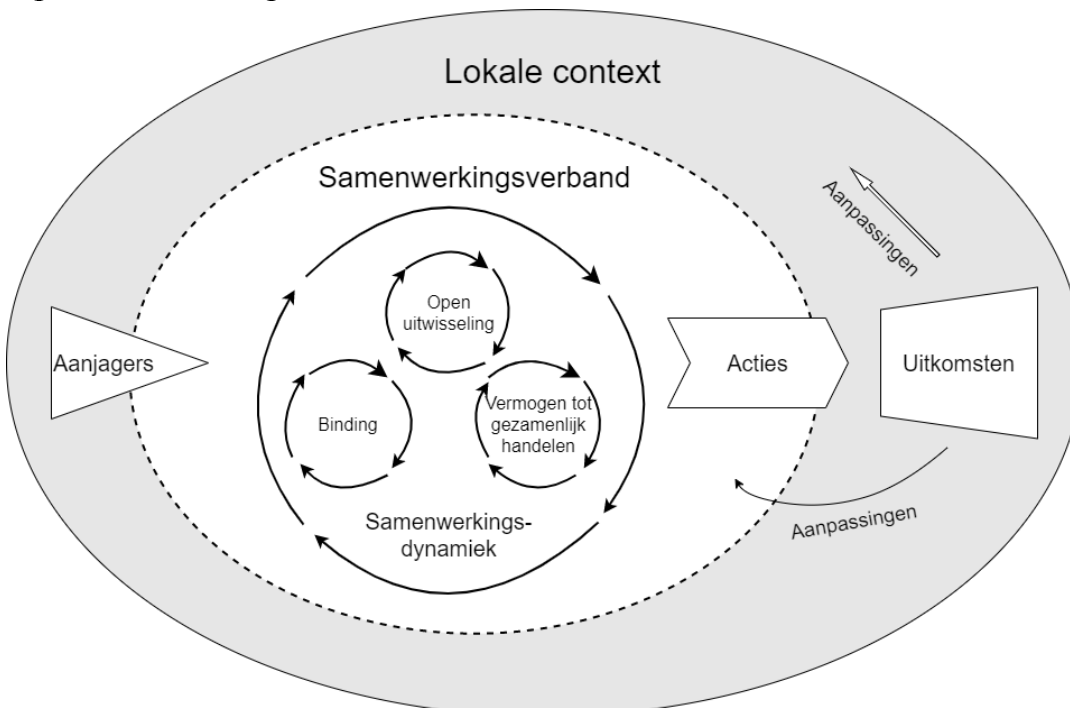 Lokale context
Samenwerkingsverband
Aanpassingen
Open
uitwisseling
Aanjagers
Acties
Uitkomsten
Binding
Vermogen tot
gezamenlijk
handelen
Samenwerkings-
dynamiek
Aanpassingen